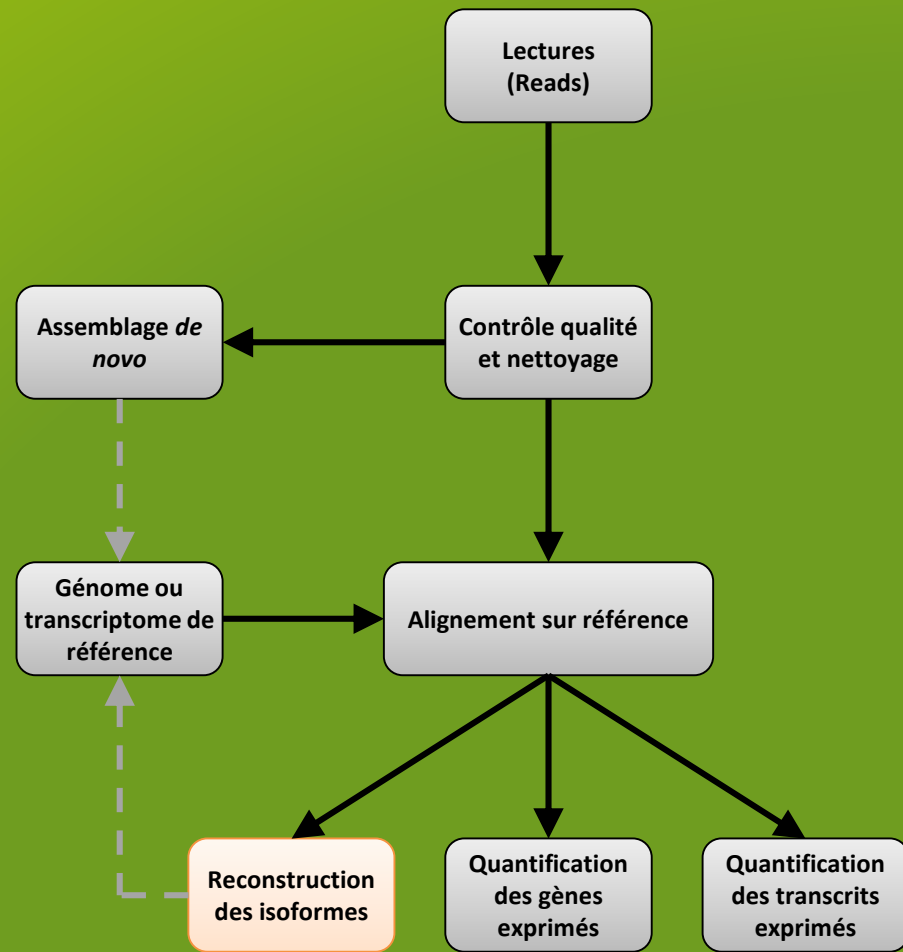 Lectures
(Reads)
Assemblage de
novo
Contrôle qualité
et nettoyage
Génome ou
transcriptome de
référence
Alignement sur référence
Reconstruction
des isoformes
Quantification
des gènes
exprimés
Quantification
des transcrits
exprimés